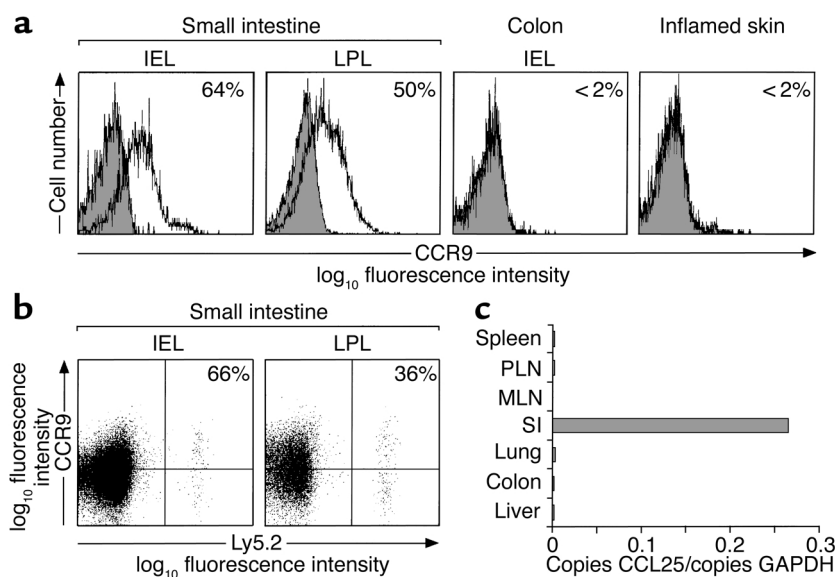 a
Small intestine
Colon
Inflamed skin
IEL
LPL
IEL
64%
50%
< 2%
< 2%
Cell number
CCR9
log10 fluorescence intensity
b
Small intestine
IEL
LPL
66%
36%
log10 fluorescence
intensity
CCR9
Ly5.2
log10 fluorescence intensity
c
Spleen
PLN
MLN
SI
Lung
Colon
Liver
0 0.1 0.2 0.3
Copies CCL25/copies GAPDH